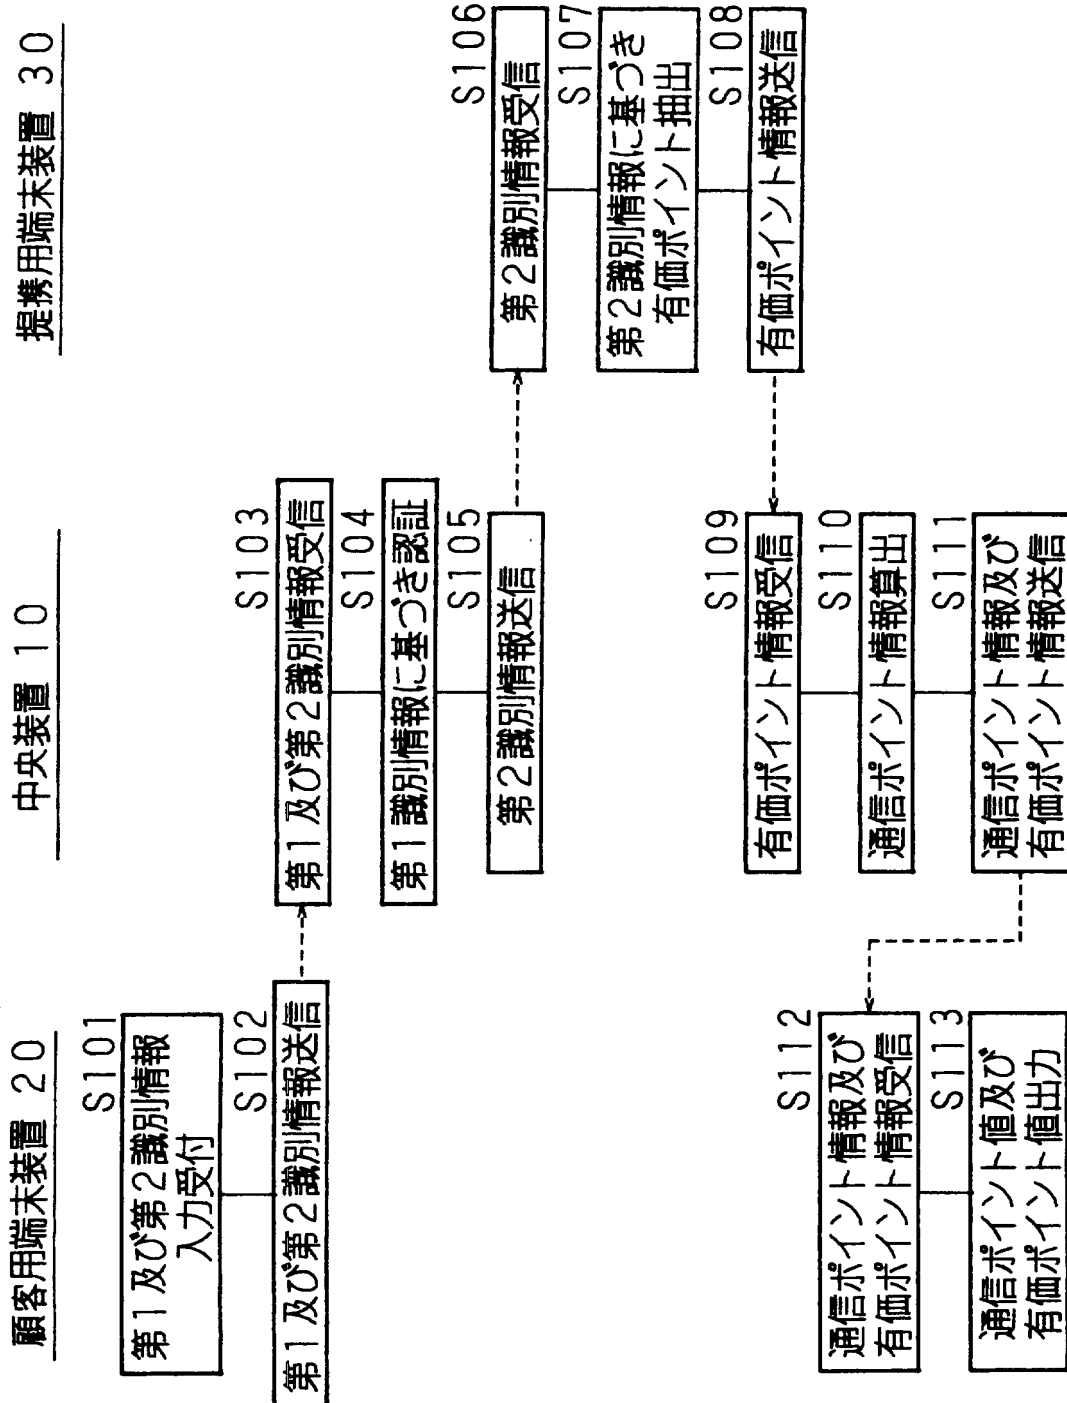 顧客用端末装置 20
中央装置 10
提携用端末装置 30
S101
第1及び第2識別情報
入力受付
S102
第1及び第2識別情報送信
S103
第1及び第2識別情報受信
S104
第1識別情報に基づき認証
S105
第2識別情報送信
S106
第2識別情報受信
S107
第2識別情報に基づき
有価ポイント抽出
S108
有価ポイント情報送信
S109
有価ポイント情報受信
S110
通信ポイント情報算出
S111
通信ポイント情報及び
有価ポイント情報送信
S112
通信ポイント情報及び
有価ポイント情報受信
S113
通信ポイント値及び
有価ポイント値出力